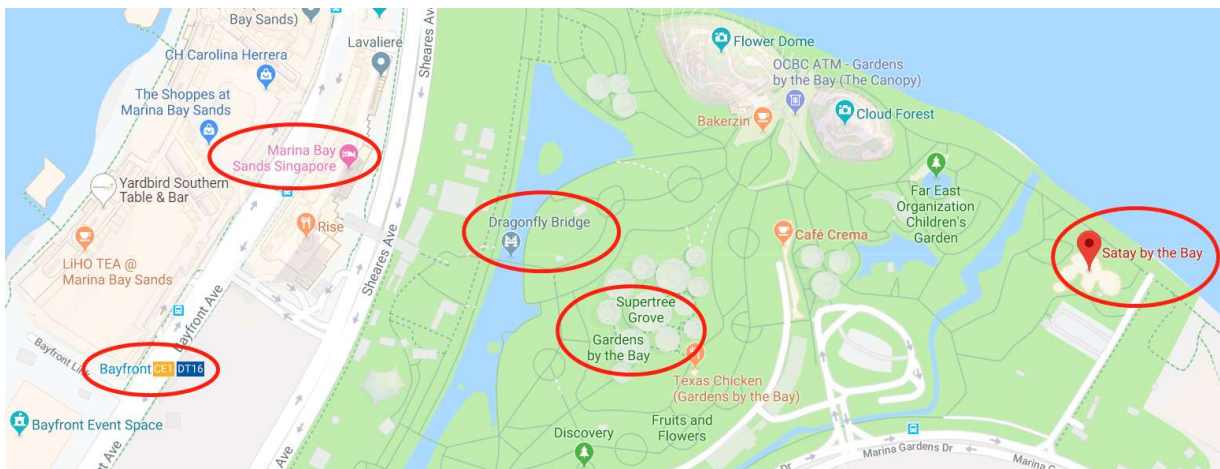 Bay Sands)
CH Carolina Herrera
The Shoppes at
Marina Bay Sands
Lavaliere
Sheares Av
Marina Bay
Sands Singapore
Yardbird Southern
Table & Bar
Rise
LiHO TEA @
Marina Bay Sands
Bayfront Ave
Sheares Ave
Bayfront Link
Bayfront CE1 DT16
Bayfront Event Space
Bayfront Ave
Flower Dome
OCBC ATM - Gardens
by the Bay (The Canopy)
Bakerzin
Cloud Forest
Far East
Organization
Children's
Garden
Dragonfly Bridge
Café Crema
Satay by the Bay
Supertree
Grove
Gardens
by the Bay
Texas Chicken
(Gardens by the Bay)
Fruits and
Flowers
Discovery
Dr
Marina Gardens Dr
Marina G